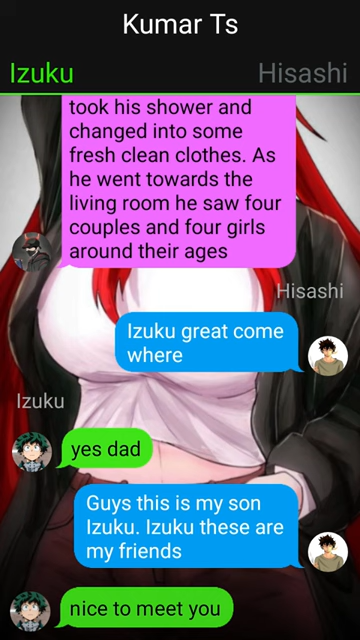 Kumar Ts
Izuku
Hisashi
took his shower and
changed into some
fresh clean clothes. As
he went towards the
living room he saw four
couples and four girls
around their ages
Hisashi
Izuku great come
where
Izuku
yes dad
Guys this is my son
Izuku. Izuku these are
my friends
nice to meet you